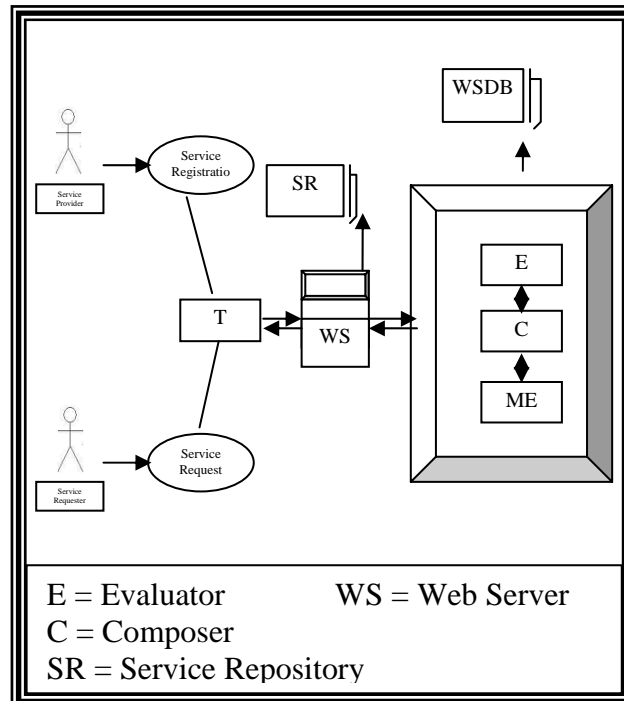 WSDB
Service
Registratio
Service
Provider
SR
E
T
WS
C
ME
Service
Request
Service
Requester
E = Evaluator WS = Web Server
C = Composer
SR = Service Repository